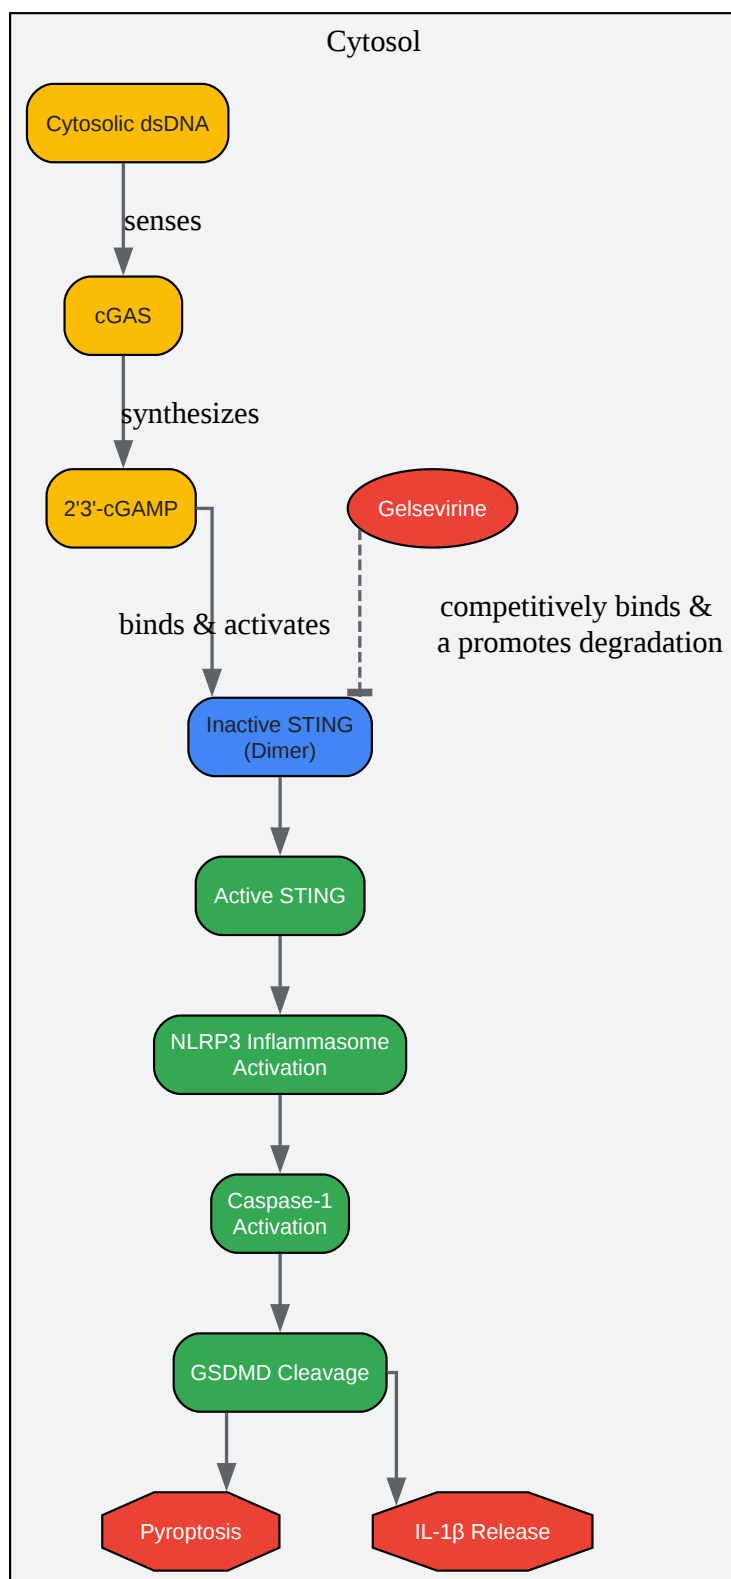 Cytosol
Cytosolic dsDNA
senses
cGAS
synthesizes
2'3'-cGAMP
Gelsevirine
binds & activates
competitively binds &
a promotes degradation
Inactive STING
(Dimer)
Active STING
NLRP3 Inflammasome
Activation
Caspase-1
Activation
GSDMD Cleavage
Pyroptosis
IL-1β Release